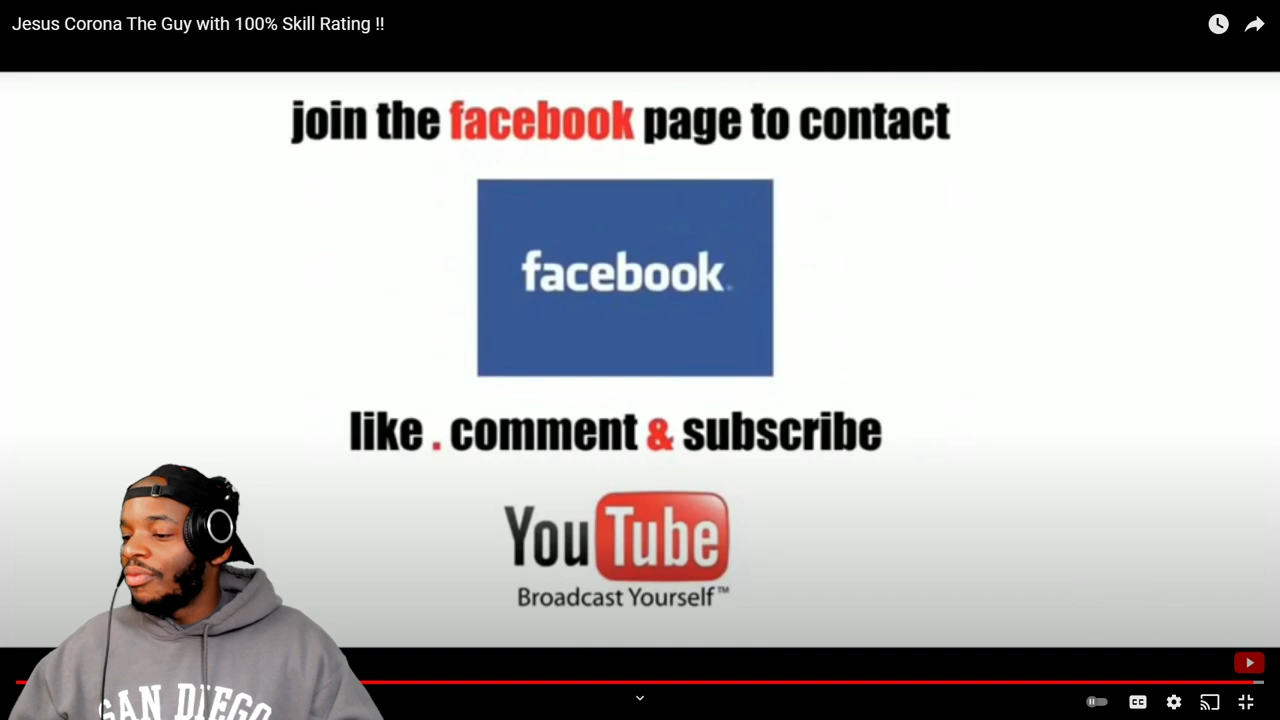 Jesus Corona The Guy with 100% Skill Rating !!
join the facebook page to contact
facebook
like . comment & subscribe
YouTube
Broadcast Yourself™
SAN DIEGO
CC